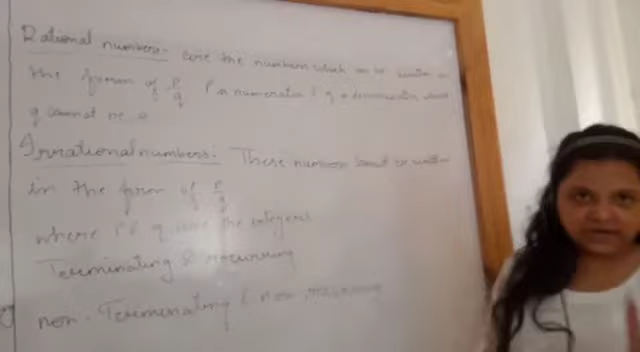 Rational numbers:- are the numbers which can be written in
the form of P/q P is numerator & q is denominator where
q cannot be 0
Irrational numbers:- These numbers cannot be written
in the form of P/q
where P & q are the integers
Terminating & recurring
non-Terminating & non recurring